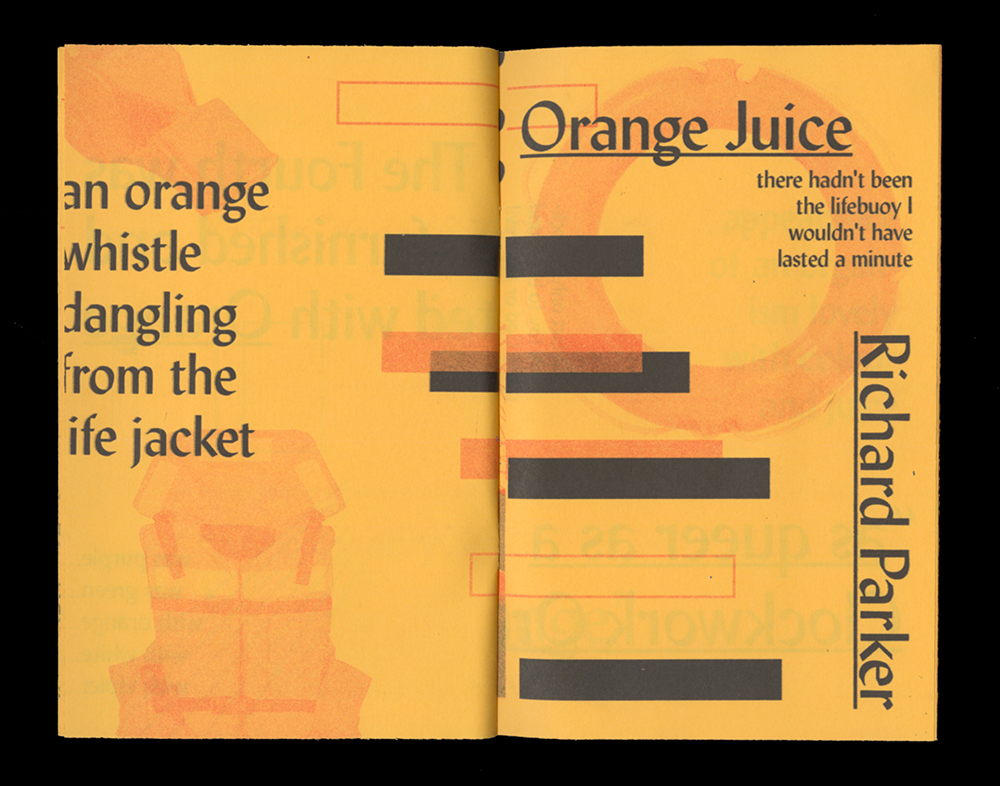 an orange
whistle
dangling
from the
ife jacket
Orange Juice
there hadn't been
the lifebuoy I
wouldn't have
lasted a minute
Richard Parker